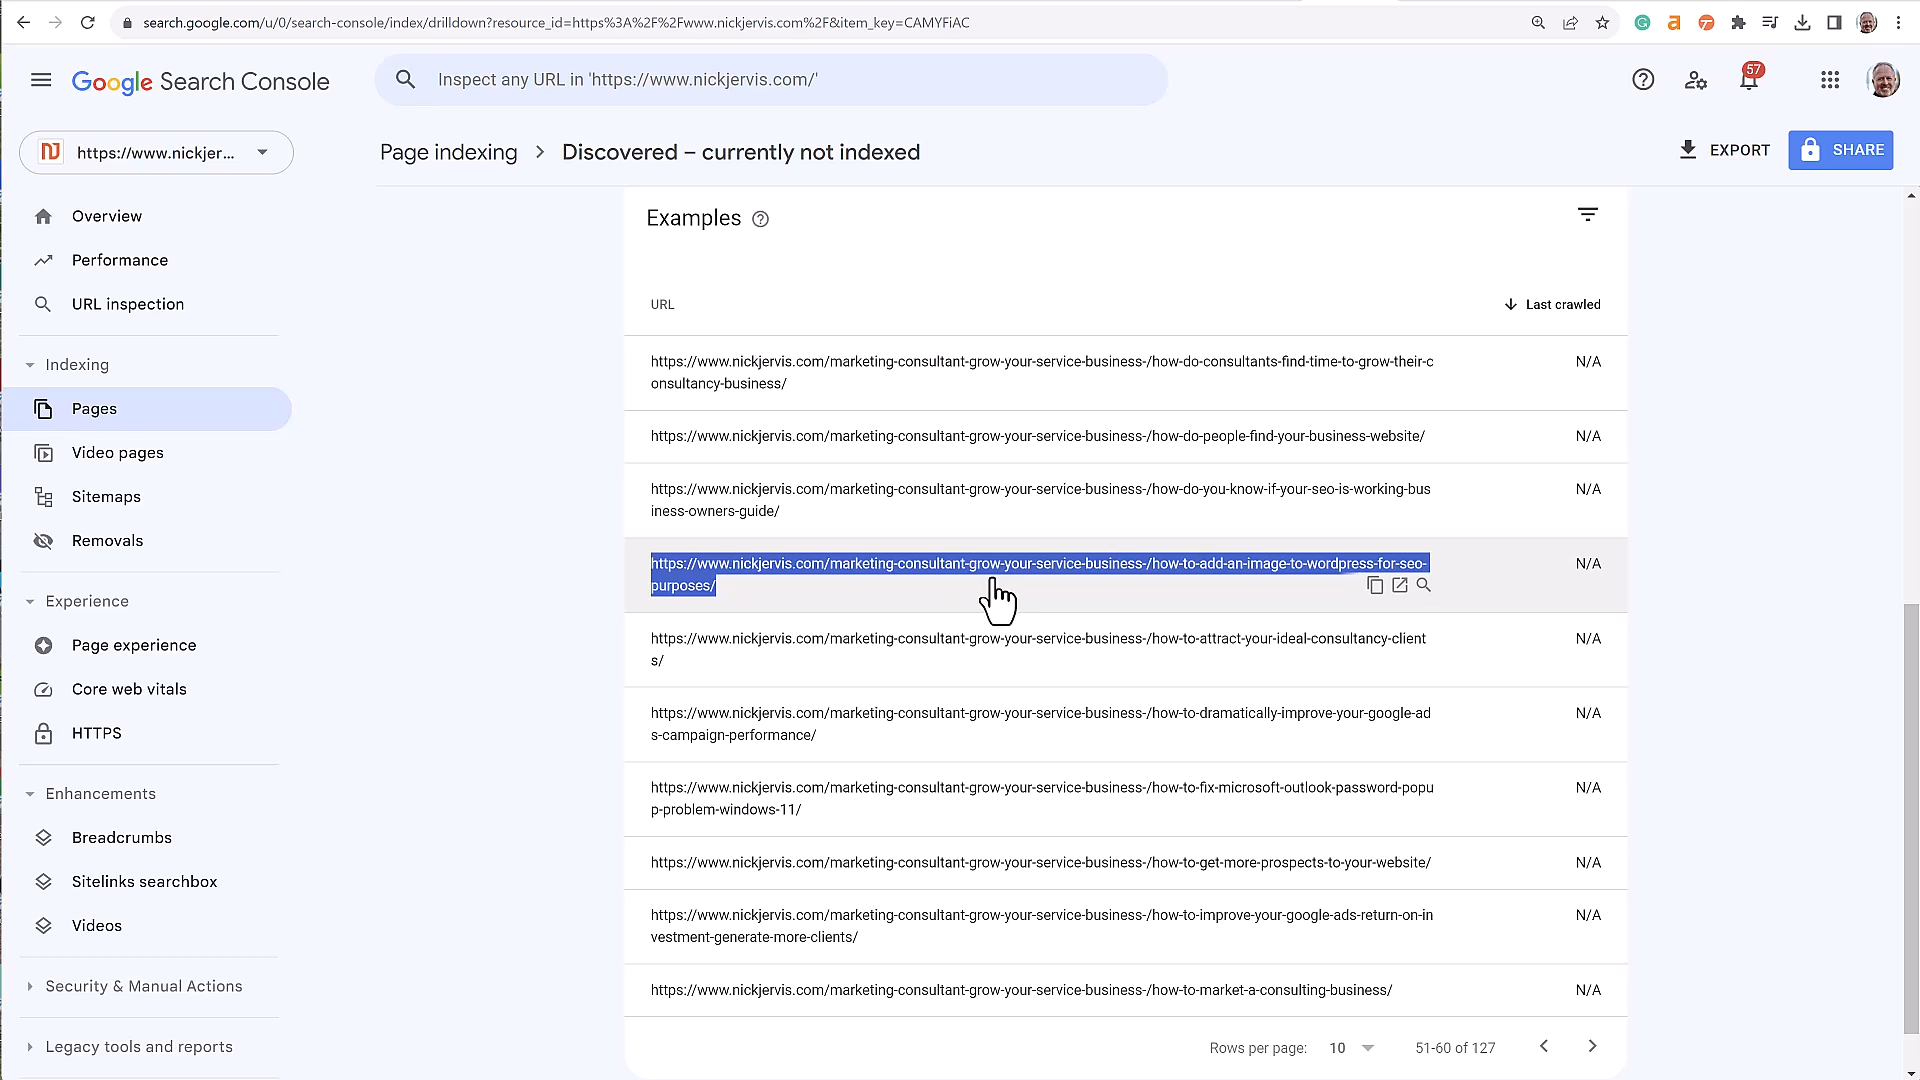 search.google.com/u/0/search-console/index/drilldown?resource_id=https%3A%2F%2Fwww.nickjervis.com%2F&item_key=CAMYFiAC
Google Search Console
Inspect any URL in 'https://www.nickjervis.com/'
57
NJ
https://www.nickjer...
Page indexing > Discovered – currently not indexed
EXPORT
SHARE
Overview
Performance
URL inspection
Indexing
Pages
Video pages
Sitemaps
Removals
Experience
Page experience
Core web vitals
HTTPS
Enhancements
Breadcrumbs
Sitelinks searchbox
Videos
Security & Manual Actions
Legacy tools and reports
Examples
URL
Last crawled
https://www.nickjervis.com/marketing-consultant-grow-your-service-business-/how-do-consultants-find-time-to-grow-their-c
onsultancy-business/
N/A
https://www.nickjervis.com/marketing-consultant-grow-your-service-business-/how-do-people-find-your-business-website/
N/A
https://www.nickjervis.com/marketing-consultant-grow-your-service-business-/how-do-you-know-if-your-seo-is-working-bus
iness-owners-guide/
N/A
https://www.nickjervis.com/marketing-consultant-grow-your-service-business-/how-to-add-an-image-to-wordpress-for-seo-
purposes/
N/A
https://www.nickjervis.com/marketing-consultant-grow-your-service-business-/how-to-attract-your-ideal-consultancy-client
s/
N/A
https://www.nickjervis.com/marketing-consultant-grow-your-service-business-/how-to-dramatically-improve-your-google-ad
s-campaign-performance/
N/A
https://www.nickjervis.com/marketing-consultant-grow-your-service-business-/how-to-fix-microsoft-outlook-password-popu
p-problem-windows-11/
N/A
https://www.nickjervis.com/marketing-consultant-grow-your-service-business-/how-to-get-more-prospects-to-your-website/
N/A
https://www.nickjervis.com/marketing-consultant-grow-your-service-business-/how-to-improve-your-google-ads-return-on-in
vestment-generate-more-clients/
N/A
https://www.nickjervis.com/marketing-consultant-grow-your-service-business-/how-to-market-a-consulting-business/
N/A
Rows per page: 10
51-60 of 127